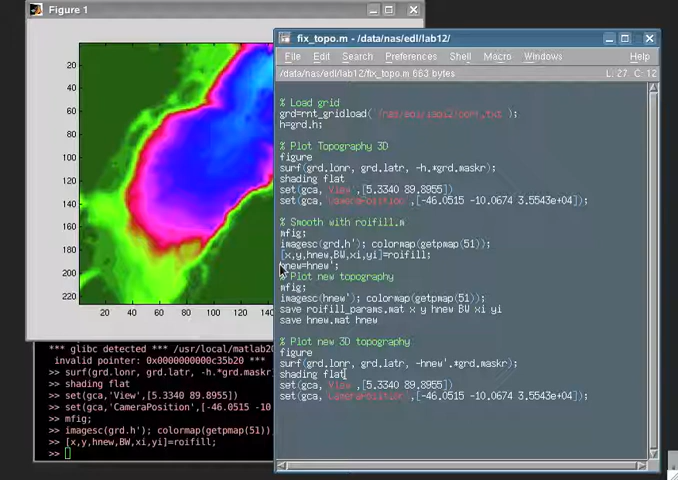 Figure 1
20
40
60
80
100
120
140
160
180
200
220
20
40
60
80
100
120
14
fix_topo.m - /data/nas/edl/lab12/
File Edit Search Preferences Shell Macro Windows Help
/data/nas/edl/lab12/fix_topo.m 663 bytes L: 27 C: 12
% Load grid
grd=rnt_gridload( );
h=grd.h;
% Plot Topography 3D
figure
surf(grd.lonr, grd.latr, -h.*grd.maskr);
shading flat
set(gca,'View',[5.3340 89.8955])
set(gca,'CameraPosition',[-46.0515 -10.0674 3.5543e+04]);
% Smooth with roifill.m
mfig;
imagesc(grd.h'); colormap(getpmap(51));
[x,y,hnew,BW,xi,yi]=roifill;
hnew=hnew';
% Plot new topography
mfig;
imagesc(hnew'); colormap(getpmap(51));
save roifill_params.mat x y hnew BW xi yi
save hnew.mat hnew
% Plot new 3D topography
figure
surf(grd.lonr, grd.latr, -hnew'.*grd.maskr);
shading flat
set(gca,'View',[5.3340 89.8955])
set(gca,'CameraPosition',[-46.0515 -10.0674 3.5543e+04]);
*** glibc detected *** /usr/local/matlab20
invalid pointer: 0x0000000000c35b20 ***
>> surf(grd.lonr, grd.latr, -h.*grd.maskr)
>> shading flat
>> set(gca,'View',[5.3340 89.8955])
>> set(gca,'CameraPosition',[-46.0515 -10
>> mfig;
>> imagesc(grd.h'); colormap(getpmap(51))
>> [x,y,hnew,BW,xi,yi]=roifill;
>>